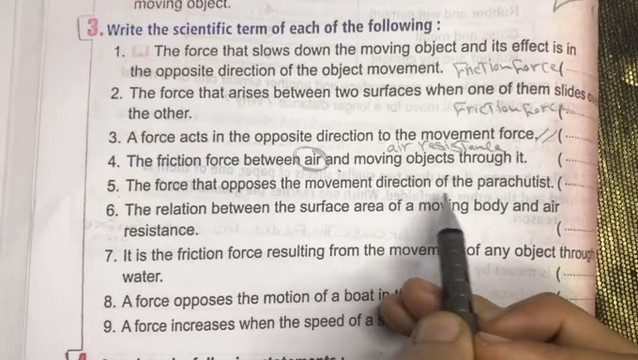 moving object.
Rubber and wo
3. Write the scientific term of each of the following :
1. The force that slows down the moving object and its effect is in
the opposite direction of the object movement. Friction Force (......
2. The force that arises between two surfaces when one of them slides on
the other. Friction Force
3. A force acts in the opposite direction to the movement force. // (......
air resistance
4. The friction force between air and moving objects through it. (......
5. The force that opposes the movement direction of the parachutist. (......
6. The relation between the surface area of a moving body and air
resistance. (......
7. It is the friction force resulting from the movem of any object through
water. (......
8. A force opposes the motion of a boat in
9. A force increases when the speed of a